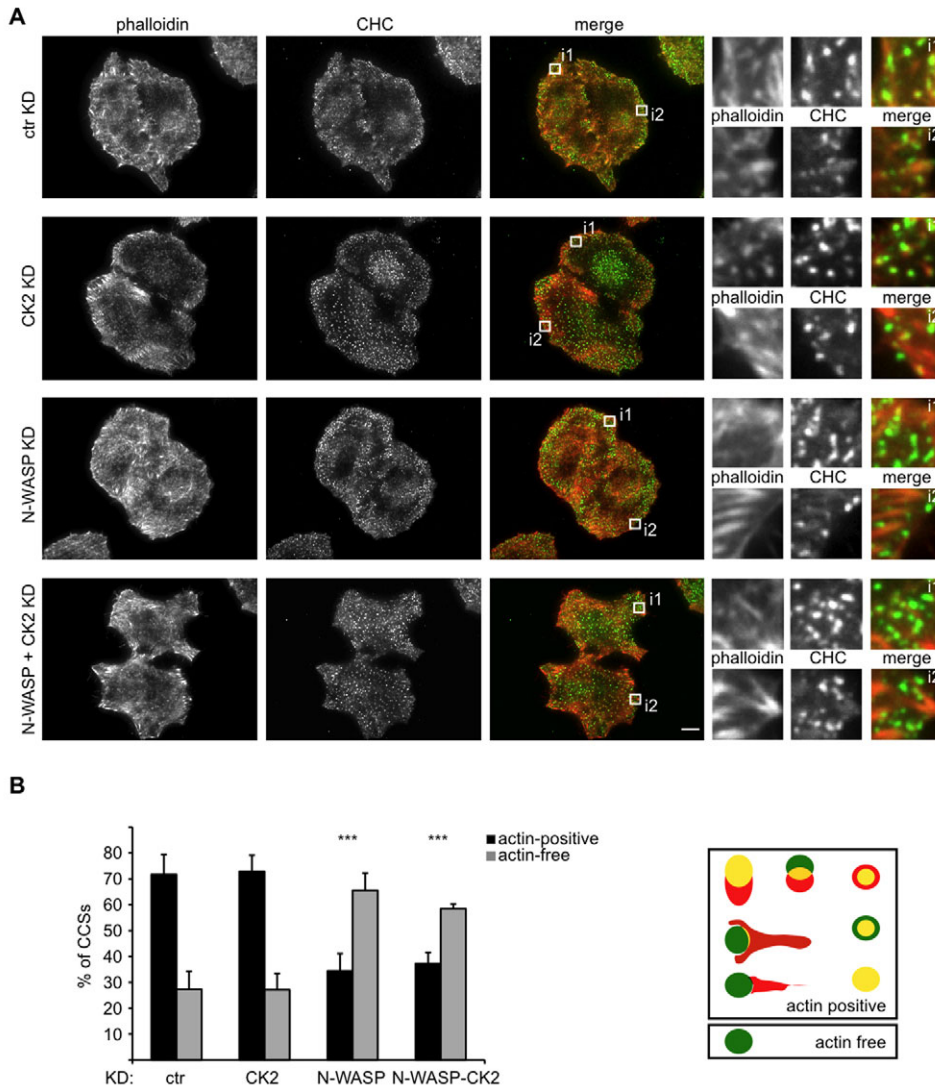 A
phalloidin CHC merge
ctr KD
i1
i2
i1
phalloidin CHC merge
i2
CK2 KD
i1
i2
i1
phalloidin CHC merge
i2
N-WASP KD
i1
i2
i1
phalloidin CHC merge
i2
N-WASP + CK2 KD
i1
i2
i1
phalloidin CHC merge
i2
B
% of CCSs
80
70
60
50
40
30
20
10
*** ***
actin-positive
actin-free
KD: ctr CK2 N-WASP N-WASP-CK2
actin positive
actin free